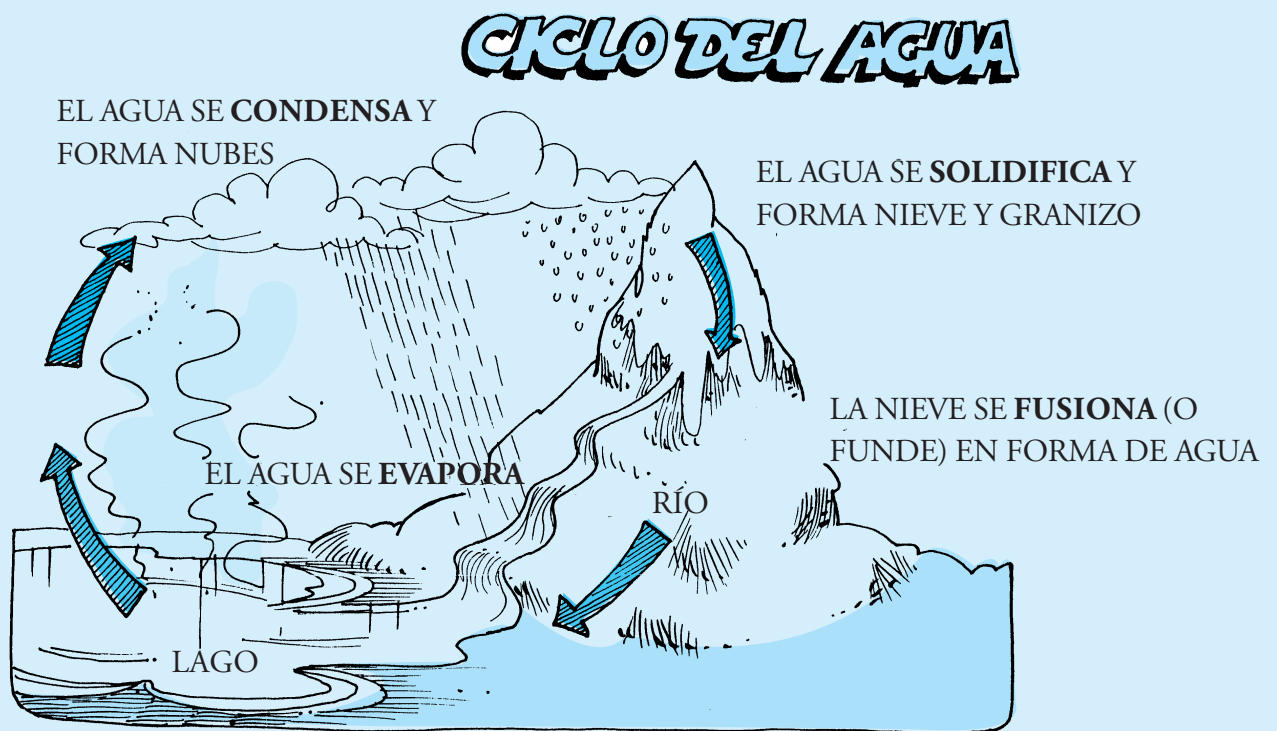 CICLO DEL AGUA
EL AGUA SE CONDENSA Y
FORMA NUBES
EL AGUA SE SOLIDIFICA Y
FORMA NIEVE Y GRANIZO
LA NIEVE SE FUSIONA (O
FUNDE) EN FORMA DE AGUA
EL AGUA SE EVAPORA
RÍO
LAGO